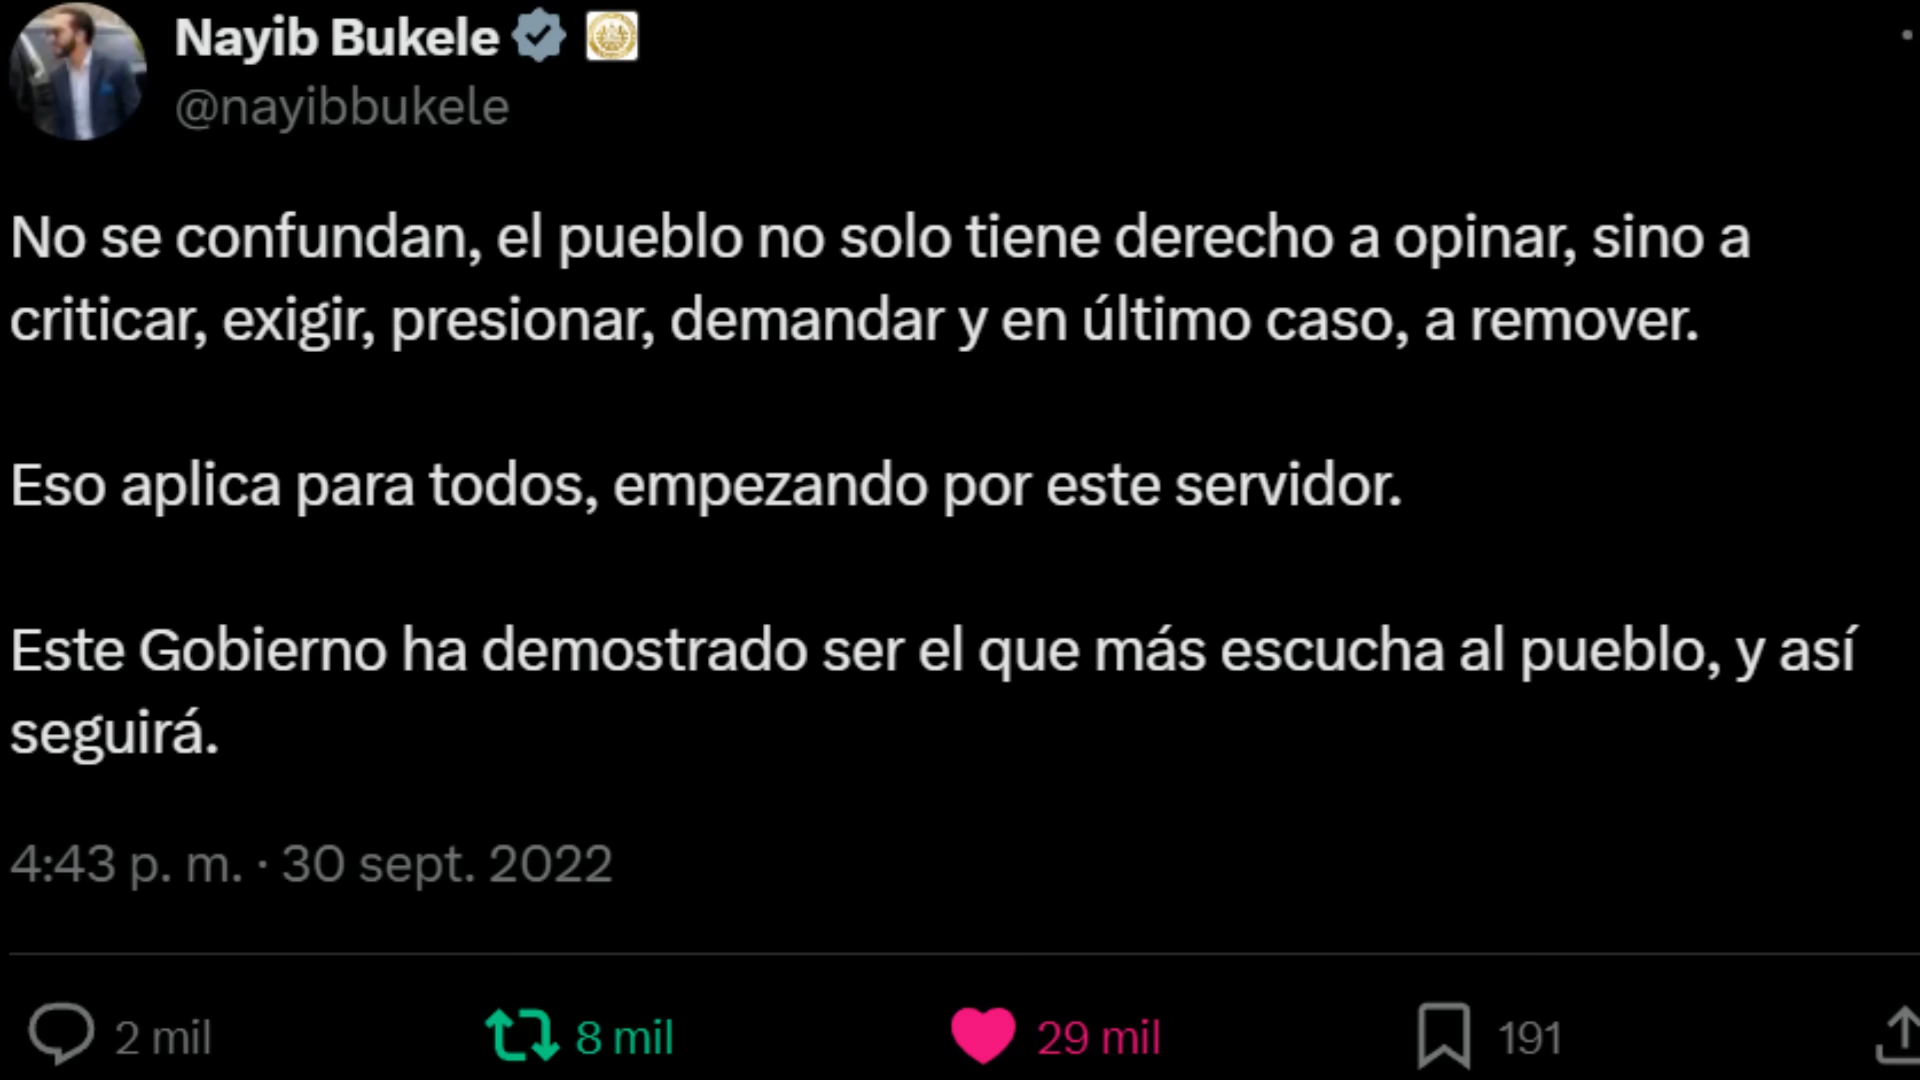 Nayib Bukele
@nayibbukele
No se confundan, el pueblo no solo tiene derecho a opinar, sino a
criticar, exigir, presionar, demandar y en último caso, a remover.
Eso aplica para todos, empezando por este servidor.
Este Gobierno ha demostrado ser el que más escucha al pueblo, y así
seguirá.
4:43 p. m. · 30 sept. 2022
2 mil 8 mil 29 mil 191